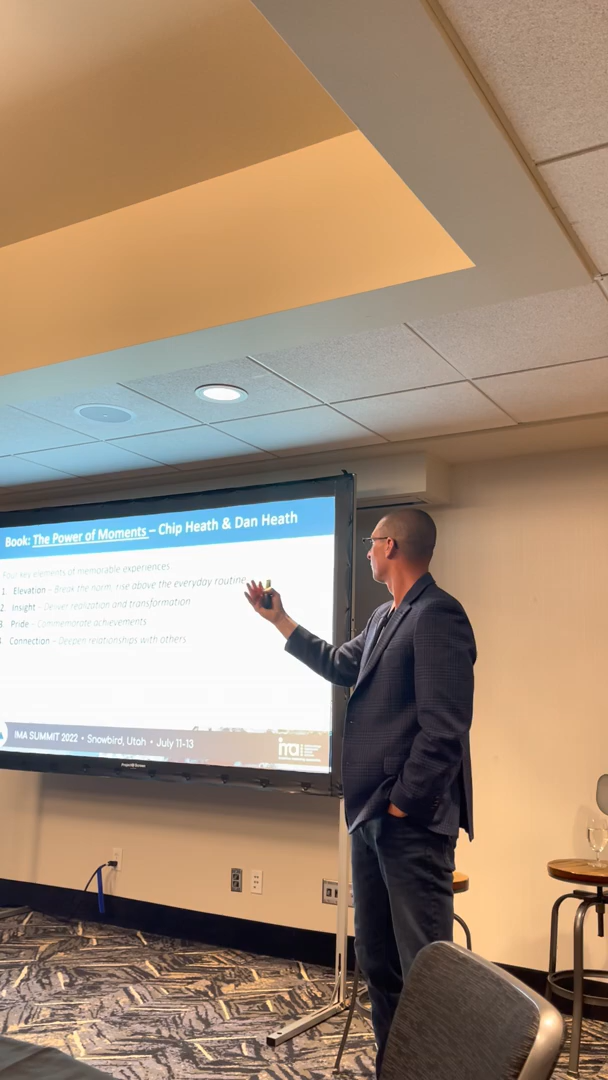 Book: The Power of Moments – Chip Heath & Dan Heath
Four key elements of memorable experiences
1. Elevation – Break the norm; rise above the everyday routine
2. Insight – Deliver realization and transformation
3 Pride – Commemorate achievements
Connection – Deepen relationships with others
IMA SUMMIT 2022 • Snowbird, Utah • July 11-13